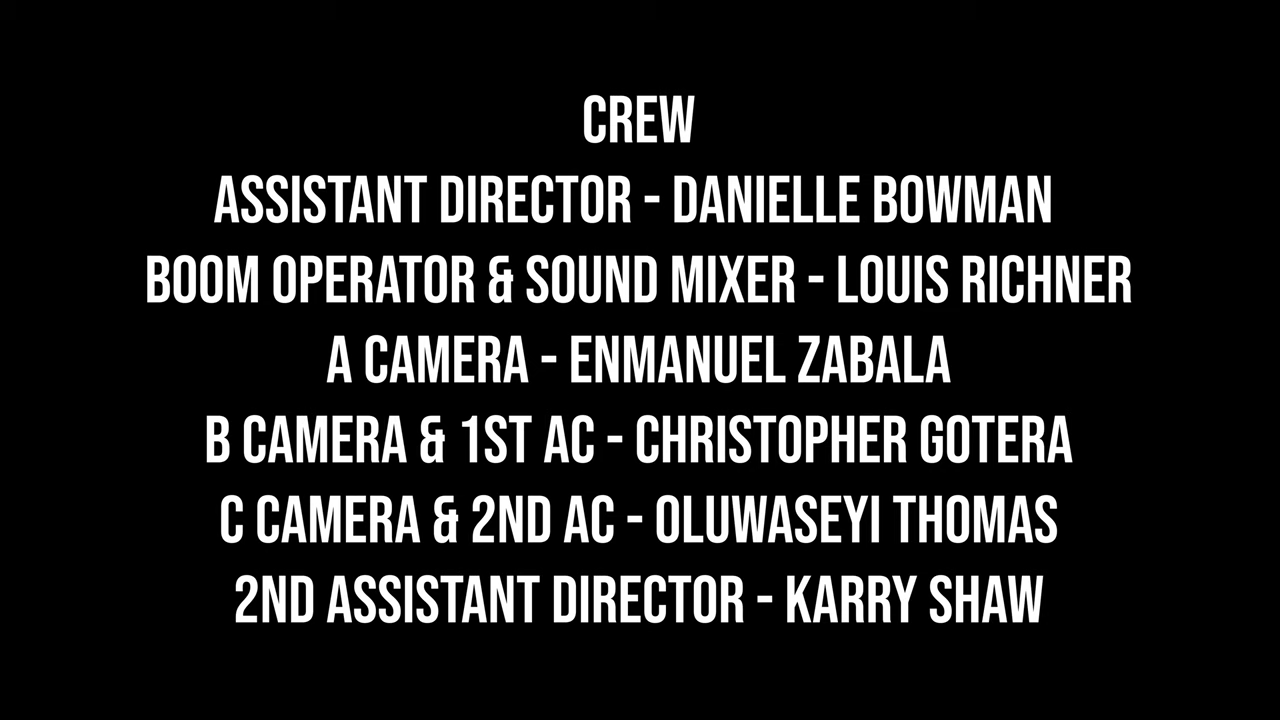 CREW
ASSISTANT DIRECTOR - DANIELLE BOWMAN
BOOM OPERATOR & SOUND MIXER - LOUIS RICHNER
A CAMERA - ENMANUEL ZABALA
B CAMERA & 1ST AC - CHRISTOPHER GOTERA
C CAMERA & 2ND AC - OLUWASEYI THOMAS
2ND ASSISTANT DIRECTOR - KARRY SHAW